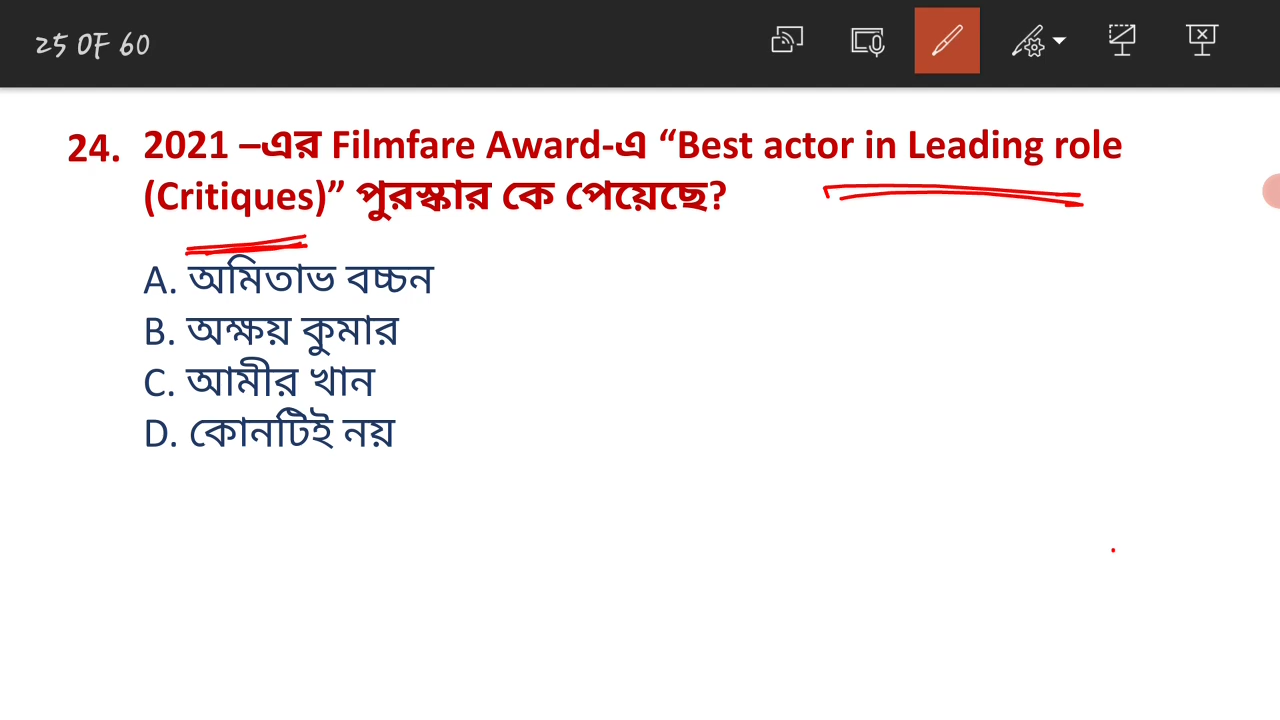 25 OF 60
24. 2021 –এর Filmfare Award-এ “Best actor in Leading role
(Critiques)” পুরস্কার কে পেয়েছে?
A. অমিতাভ বচ্চন
B. অক্ষয় কুমার
C. আমীর খান
D. কোনটিই নয়